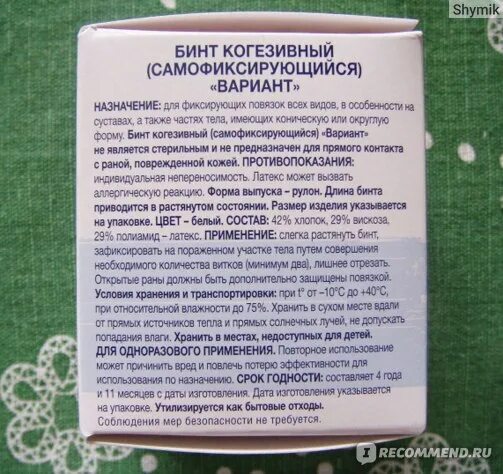 Shymik
БИНТ КОГЕЗИВНЫЙ
(САМОФИКСИРУЮЩИЙСЯ)
«ВАРИАНТ»
НАЗНАЧЕНИЕ: для фиксирующих повязок всех видов, в особенности на
суставах, а также частях тела, имеющих коническую или округлую
форму. Бинт когезивный (самофиксирующийся) «Вариант»
не является стерильным и не предназначен для прямого контакта
с раной, поврежденной кожей. ПРОТИВОПОКАЗАНИЯ:
индивидуальная непереносимость. Латекс может вызвать
аллергическую реакцию. Форма выпуска – рулон. Длина бинта
приводится в растянутом состоянии. Размер изделия указывается
на упаковке. ЦВЕТ – белый. СОСТАВ: 42% хлопок, 29% вискоза,
29% полиамид – латекс. ПРИМЕНЕНИЕ: слегка растянуть бинт,
зафиксировать на пораженном участке тела путем совершения
необходимого количества витков (минимум два), лишнее отрезать.
Открытые раны должны быть дополнительно защищены повязкой.
Условия хранения и транспортировки: при t° от –10°C до +40°C,
при относительной влажности до 75%. Хранить в сухом месте вдали
от прямых источников тепла и прямых солнечных лучей, не допускать
попадания влаги. Хранить в местах, недоступных для детей.
ДЛЯ ОДНОРАЗОВОГО ПРИМЕНЕНИЯ. Повторное использование
может причинить вред и повлечь потерю эффективности для
использования по назначению. СРОК ГОДНОСТИ: составляет 4 года
и 11 месяцев с даты изготовления. Дата изготовления указывается
на упаковке. Утилизируется как бытовые отходы.
Соблюдения мер безопасности не требуется.
IRECOMMEND.RU